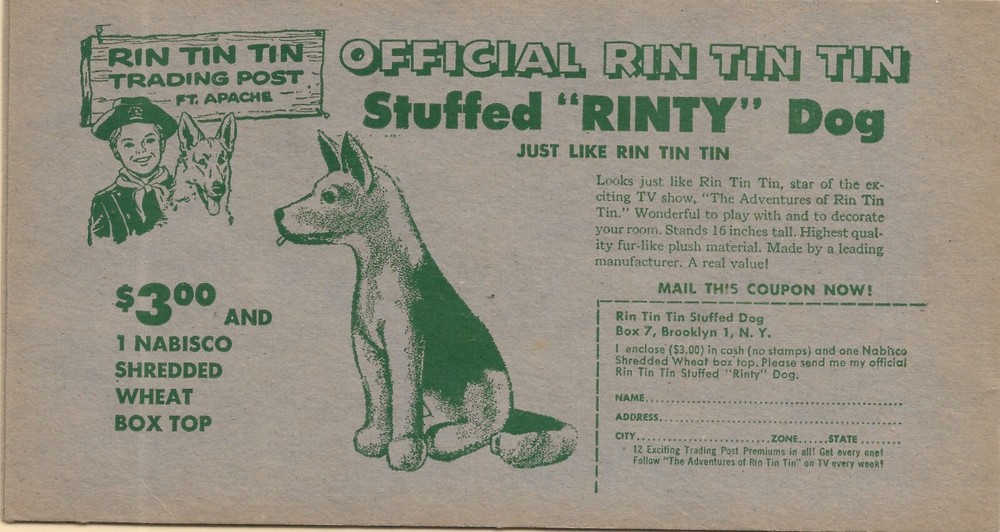 RIN TIN TIN
TRADING POST
FT. APACHE
OFFICIAL RIN TIN TIN
Stuffed "RINTY" Dog
JUST LIKE RIN TIN TIN
Looks just like Rin Tin Tin, star of the ex-
citing TV show, "The Adventures of Rin Tin
Tin." Wonderful to play with and to decorate
your room. Stands 16 inches tall. Highest qual-
ity fur-like plush material. Made by a leading
manufacturer. A real value!
$3.00 AND
1 NABISCO
SHREDDED
WHEAT
BOX TOP
MAIL THIS COUPON NOW!
Rin Tin Tin Stuffed Dog
Box 7, Brooklyn 1, N. Y.
I enclose ($3.00) in cash (no stamps) and one Nabisco
Shredded Wheat box top. Please send me my official
Rin Tin Tin Stuffed "Rinty" Dog.
NAME
ADDRESS
CITY ZONE STATE
12 Exciting Trading Post Premiums in all! Get every one!
Follow "The Adventures of Rin Tin Tin" on TV every week!